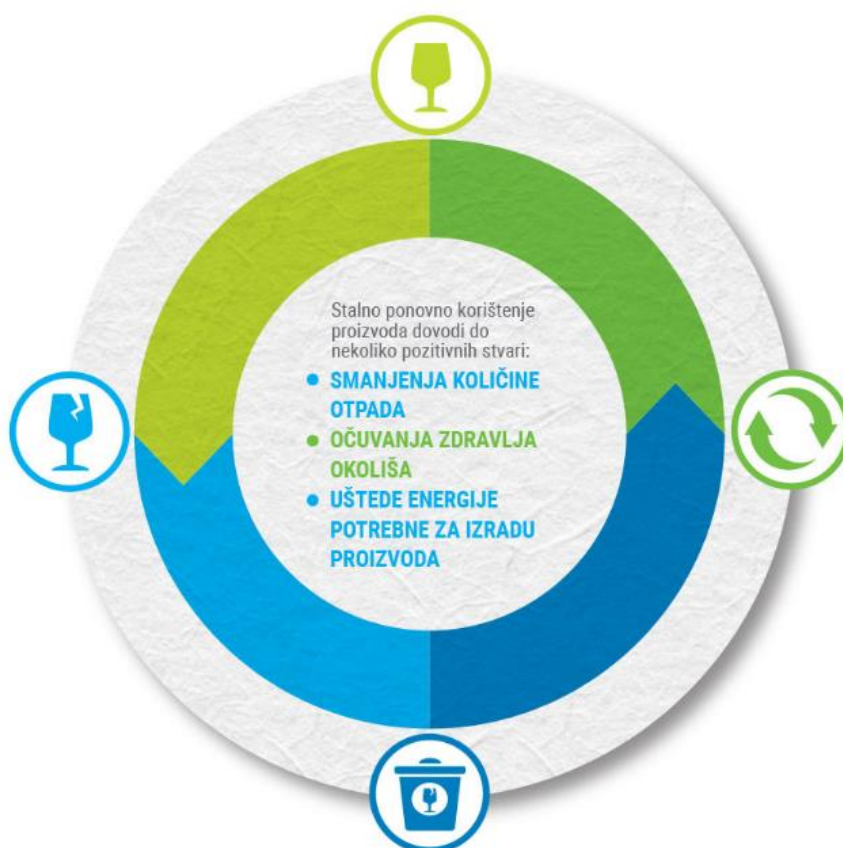 Stalno ponovno korištenje
proizvoda dovodi do
nekoliko pozitivnih stvari:
SMANJENJA KOLIČINE
OTPADA
OČUVANJA ZDRAVLJA
OKOLIŠA
UŠTEDE ENERGIJE
POTREBNE ZA IZRADU
PROIZVODA